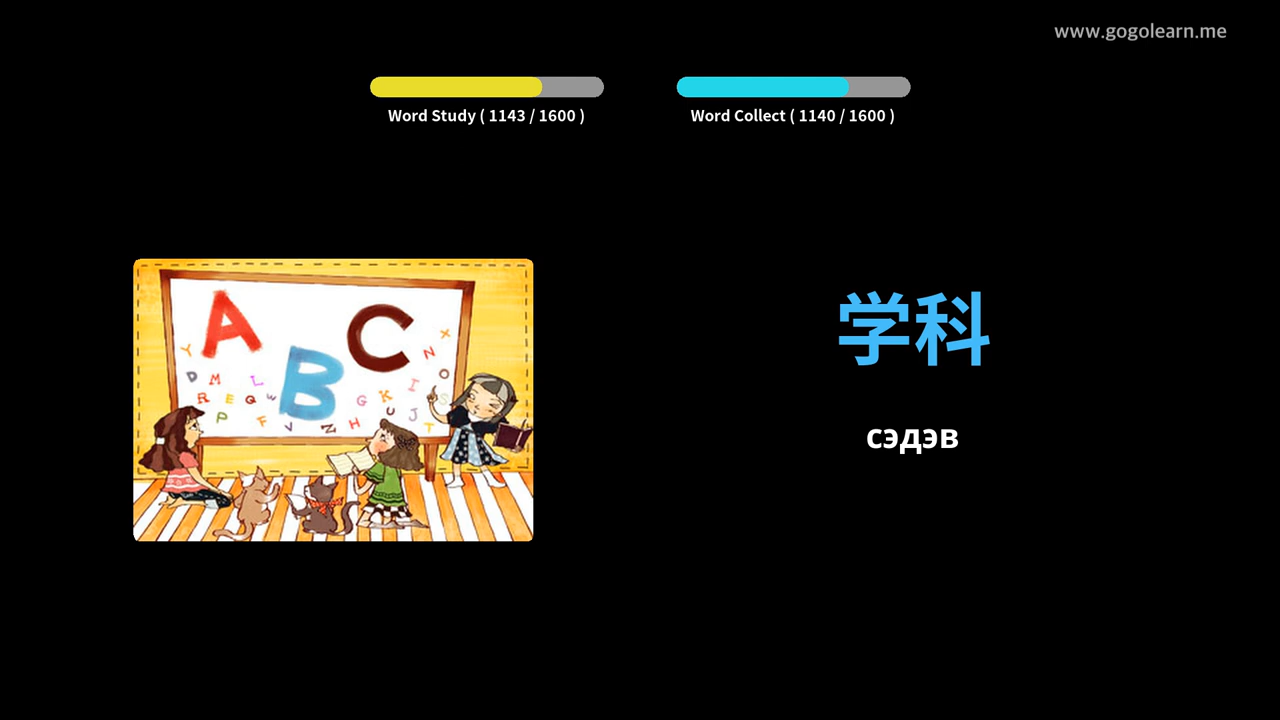 www.gogolearn.me
Word Study ( 1143 / 1600 )
Word Collect ( 1140 / 1600 )
学科
сэдэв
A
B
C
Y
X
N
D
M
L
O
I
R
E
Q
W
G
K
S
P
F
V
Z
H
U
J
T